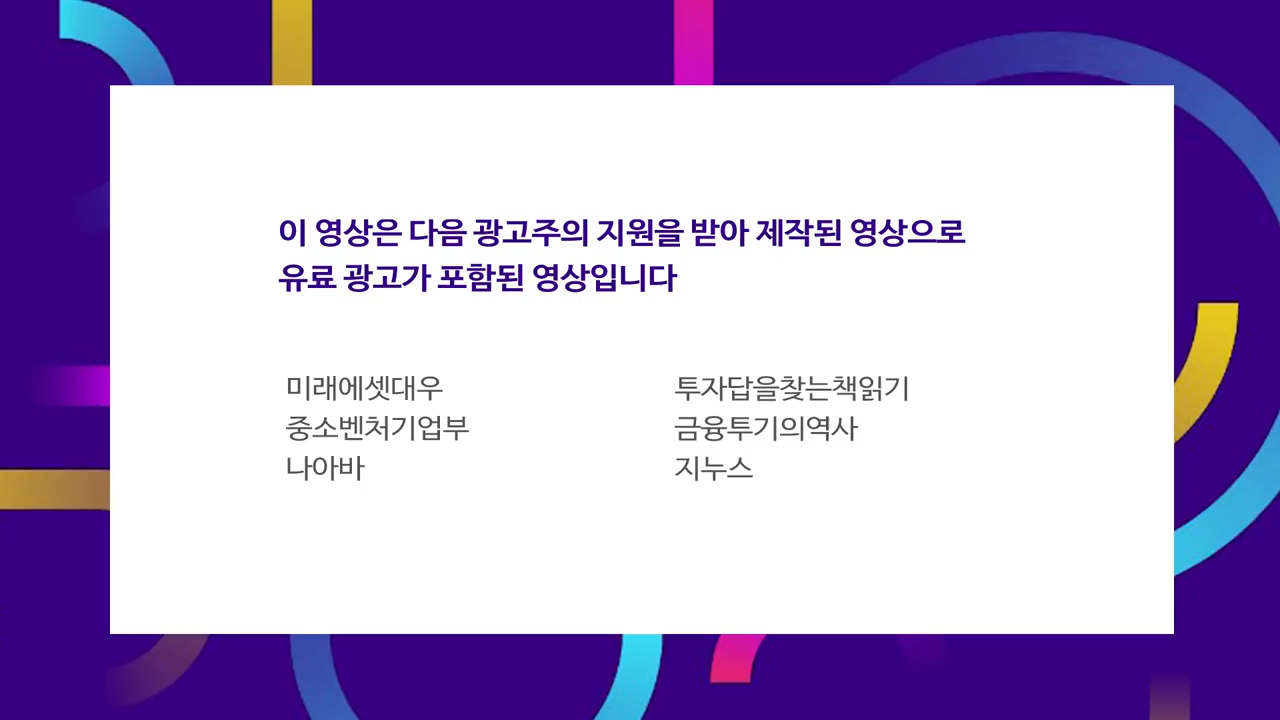 이 영상은 다음 광고주의 지원을 받아 제작된 영상으로
유료 광고가 포함된 영상입니다
미래에셋대우
중소벤처기업부
나아바
투자답을찾는책읽기
금융투기의역사
지누스